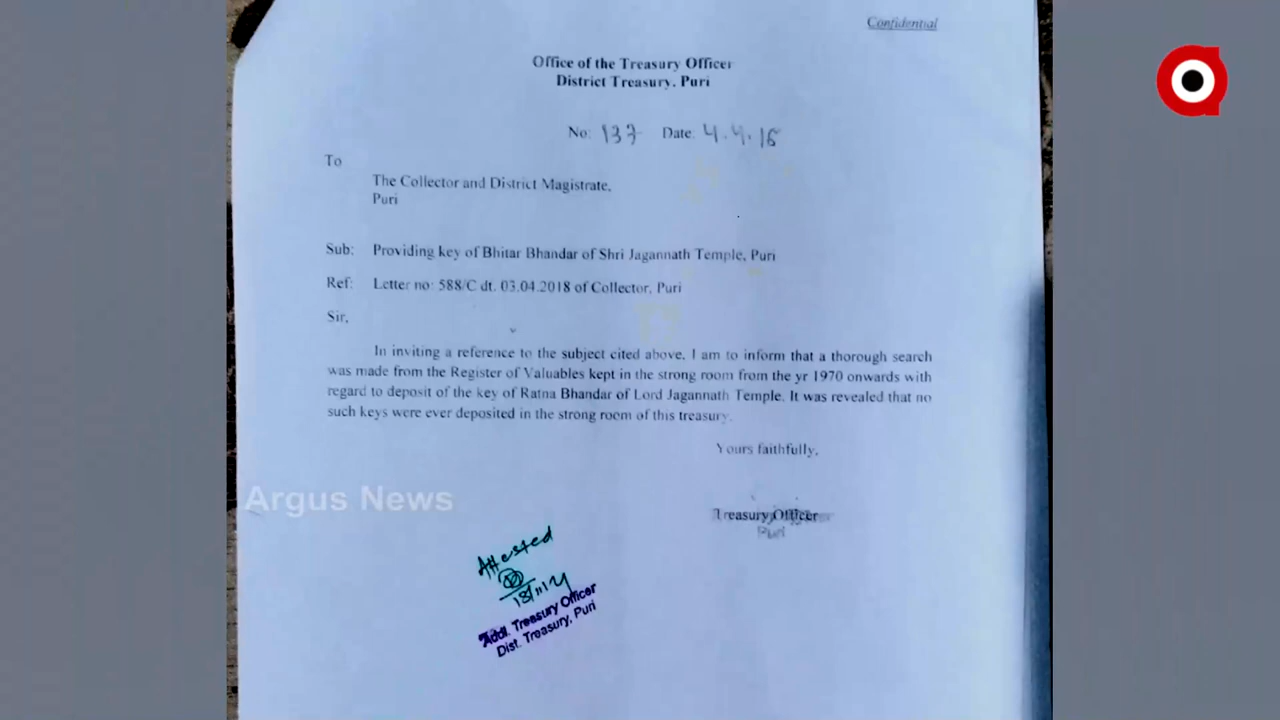 Confidential
Office of the Treasury Officer
District Treasury, Puri
No: 137 Date: 4.4.18
To
The Collector and District Magistrate,
Puri
Sub: Providing key of Bhitar Bhandar of Shri Jagannath Temple, Puri
Ref: Letter no: 588/C dt. 03.04.2018 of Collector, Puri
Sir,
In inviting a reference to the subject cited above, I am to inform that a thorough search
was made from the Register of Valuables kept in the strong room from the yr 1970 onwards with
regard to deposit of the key of Ratna Bhandar of Lord Jagannath Temple. It was revealed that no
such keys were ever deposited in the strong room of this treasury.
Yours faithfully,
Argus News
Treasury Officer
Puri
Attested
Addl. Treasury Officer
Dist. Treasury, Puri